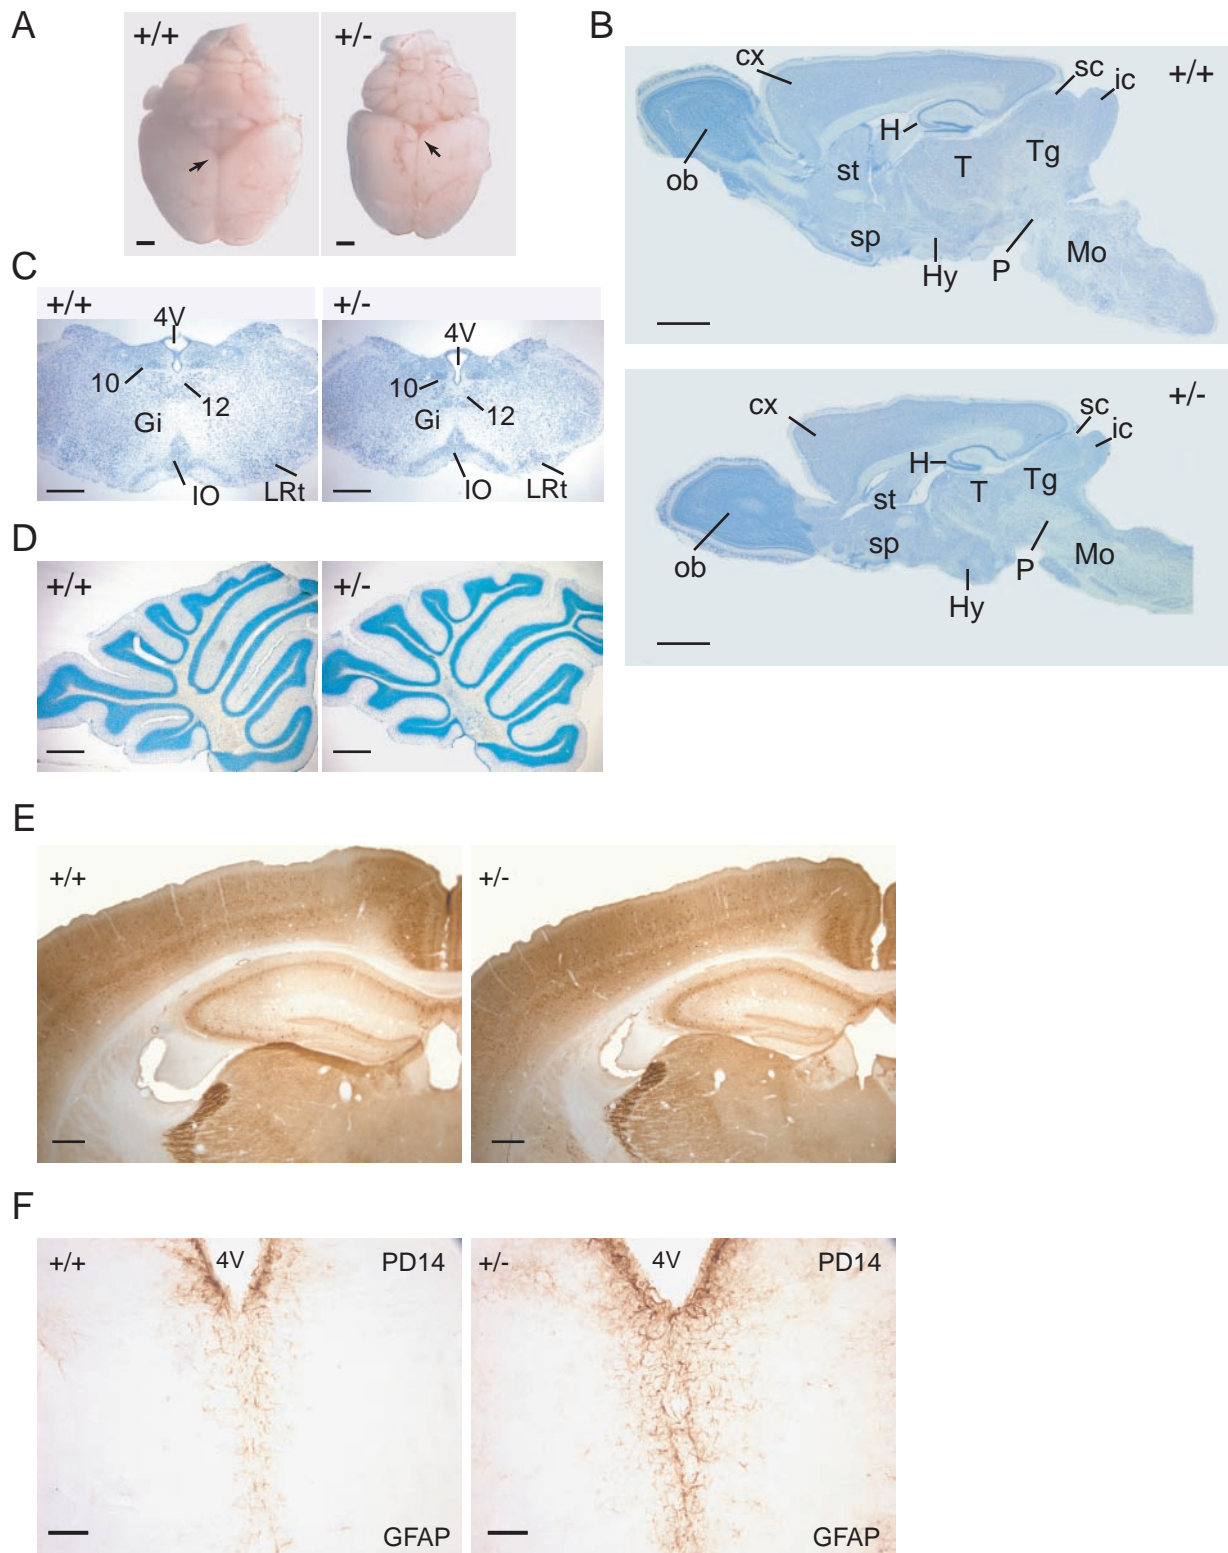 A
+/+
+/-
B
cx
sc
ic
+/+
H
ob
st
T
Tg
sp
Hy
P
Mo
C
+/+
4V
10
12
Gi
IO
LRt
+/-
4V
10
12
Gi
IO
LRt
cx
sc
ic
+/-
H
st
T
Tg
ob
sp
P
Mo
Hy
D
+/+
+/-
E
+/+
+/-
F
+/+
4V
PD14
GFAP
+/-
4V
PD14
GFAP